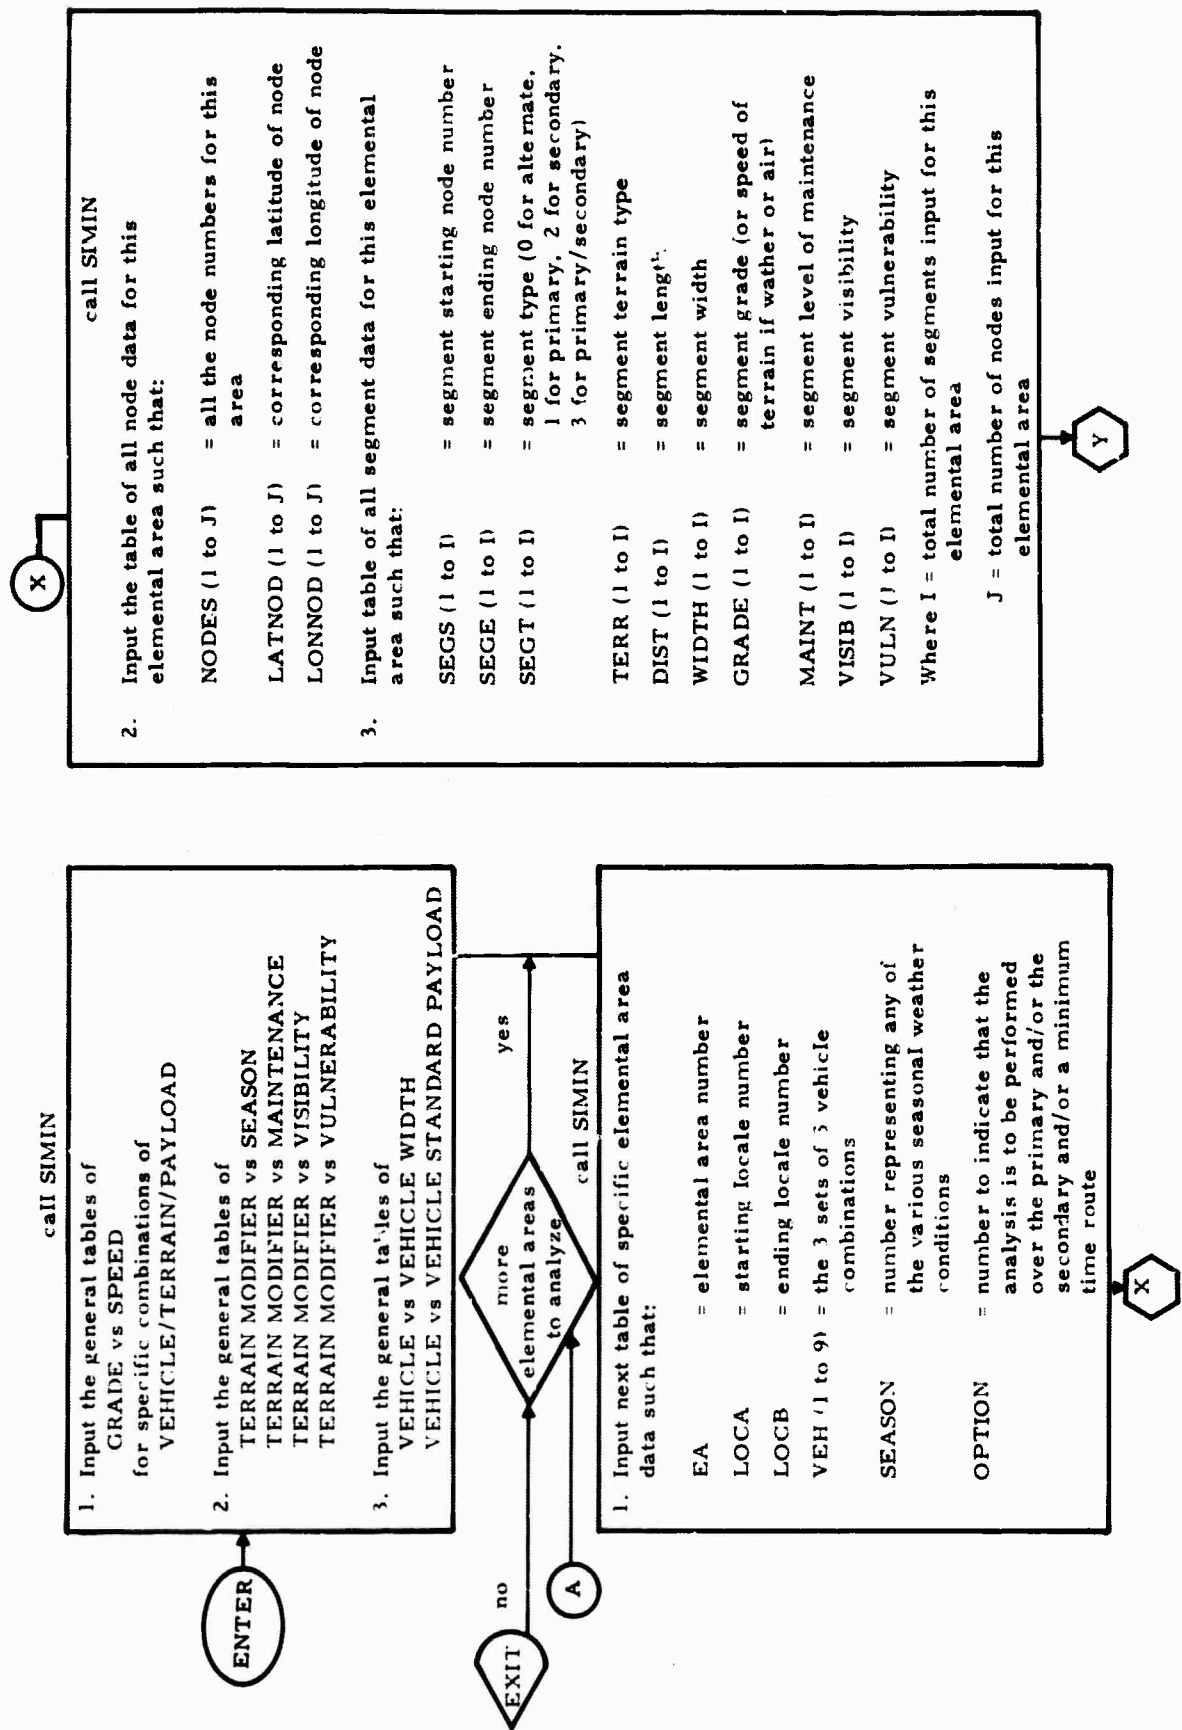 call SIMIN
ENTER
1. Input the general tables of
GRADE vs SPEED
for specific combinations of
VEHICLE/TERRAIN/PAYLOAD
2. Input the general tables of
TERRAIN MODIFIER vs SEASON
TERRAIN MODIFIER vs MAINTENANCE
TERRAIN MODIFIER vs VISIBILITY
TERRAIN MODIFIER vs VULNERABILITY
3. Input the general tables of
VEHICLE vs VEHICLE WIDTH
VEHICLE vs VEHICLE STANDARD PAYLOAD
EXIT
no
more
elemental areas
to analyze
yes
A
call SIMIN
1. Input next table of specific elemental area
data such that:
EA = elemental area number
LOCA = starting locale number
LOCB = ending locale number
VEH (1 to 9) = the 3 sets of 3 vehicle
combinations
SEASON = number representing any of
the various seasonal weather
conditions
OPTION = number to indicate that the
analysis is to be performed
over the primary and/or the
secondary and/or a minimum
time route
X
X
call SIMIN
2. Input the table of all node data for this
elemental area such that:
NODES (1 to J) = all the node numbers for this
area
LATNOD (1 to J) = corresponding latitude of node
LONNOD (1 to J) = corresponding longitude of node
3. Input table of all segment data for this elemental
area such that:
SEGS (1 to I) = segment starting node number
SEGE (1 to I) = segment ending node number
SEGT (1 to I) = segment type (0 for alternate,
1 for primary, 2 for secondary,
3 for primary/secondary)
TERR (1 to I) = segment terrain type
DIST (1 to I) = segment length
WIDTH (1 to I) = segment width
GRADE (1 to I) = segment grade (or speed of
terrain if wather or air)
MAINT (1 to I) = segment level of maintenance
VISIB (1 to I) = segment visibility
VULN (1 to I) = segment vulnerability
Where I = total number of segments input for this
elemental area
J = total number of nodes input for this
elemental area
Y